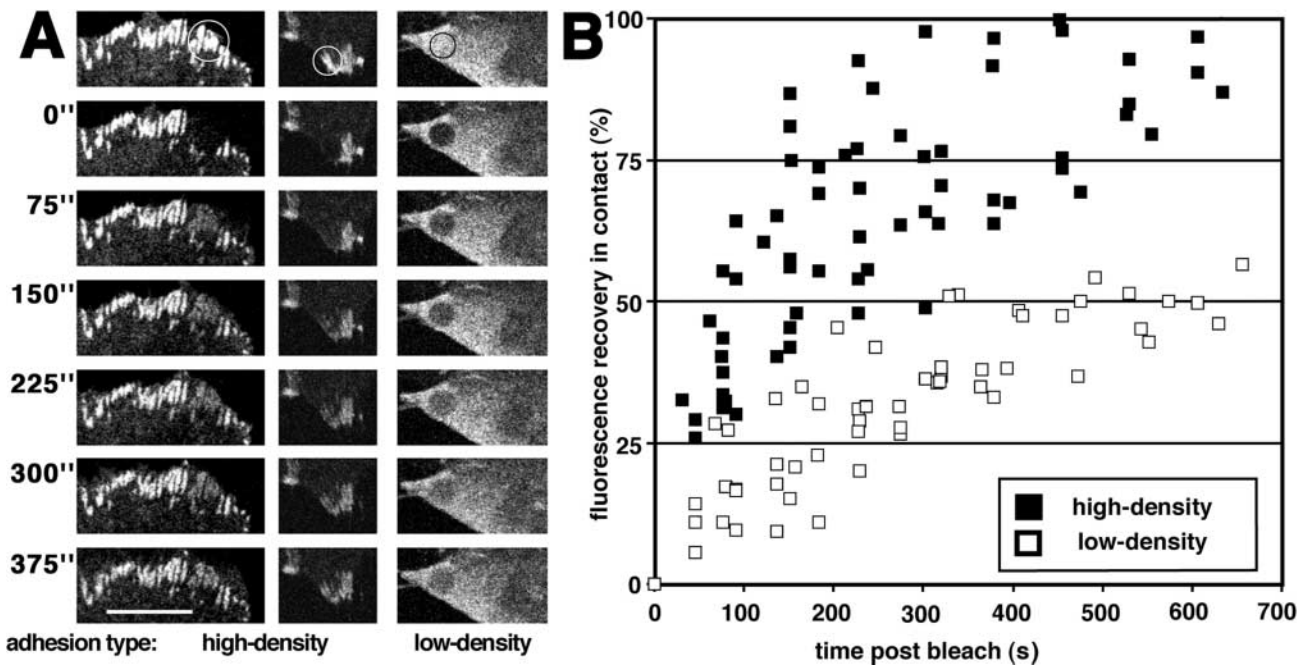 A
0"
75"
150"
225"
300"
375"
adhesion type: high-density low-density
B
fluorescence recovery in contact (%)
100
75
50
25
0
0 100 200 300 400 500 600 700
time post bleach (s)
high-density
low-density